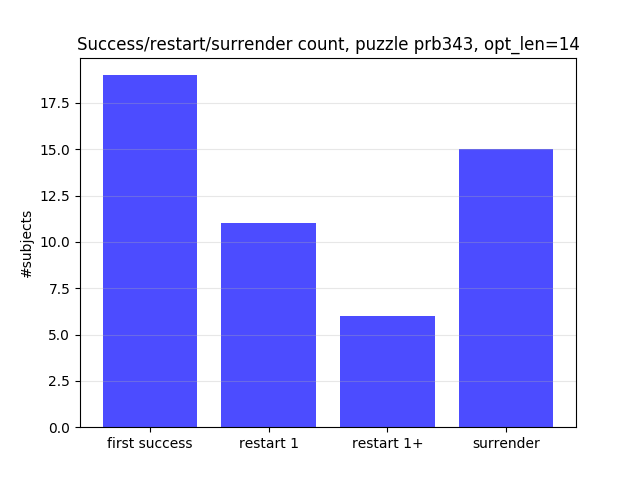 Success/restart/surrender count, puzzle prb343, opt_len=14
17.5
15.0
12.5
10.0
7.5
5.0
2.5
0.0
#subjects
first success
restart 1
restart 1+
surrender